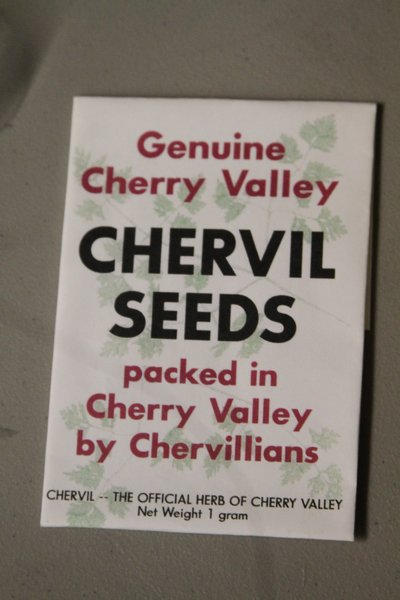 Genuine
Cherry Valley
CHERVIL
SEEDS
packed in
Cherry Valley
by Chervillians
CHERVIL -- THE OFFICIAL HERB OF CHERRY VALLEY
Net Weight 1 gram